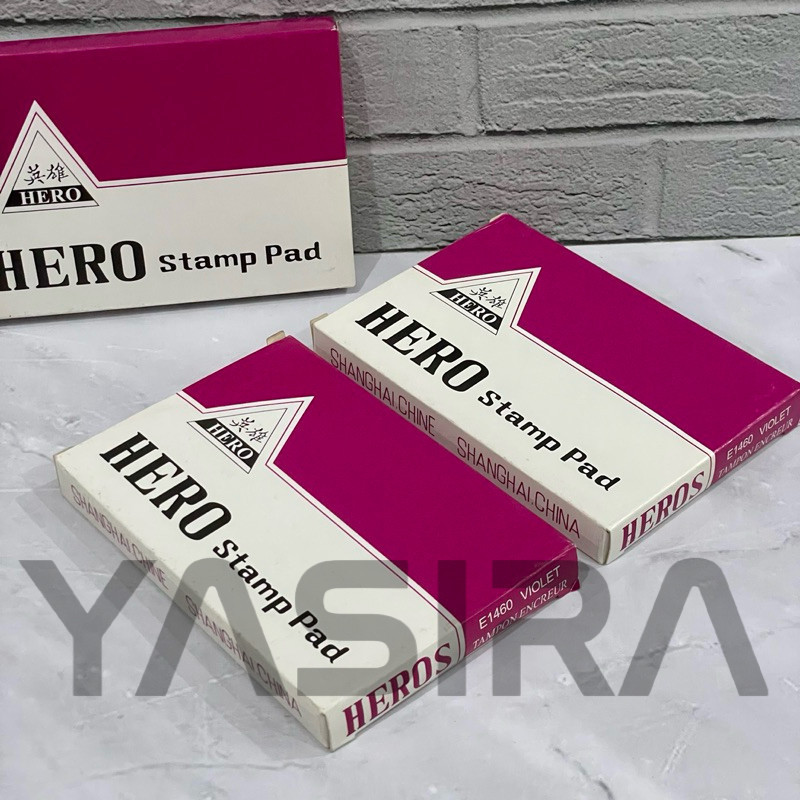 英雄
HERO
HERO Stamp Pad
英雄
HERO
HERO Stamp Pad
SHANGHAI.CHINE SHANGHAI.CHINA
HEROS
E1460 VIOLET
TAMPON ENCREUR
英雄
HERO
HERO Stamp Pad
SHANGHAI.CHINE SHANGHAI.CHINA
HEROS
E1460 VIOLET
TAMPON ENCREUR
YASIRA